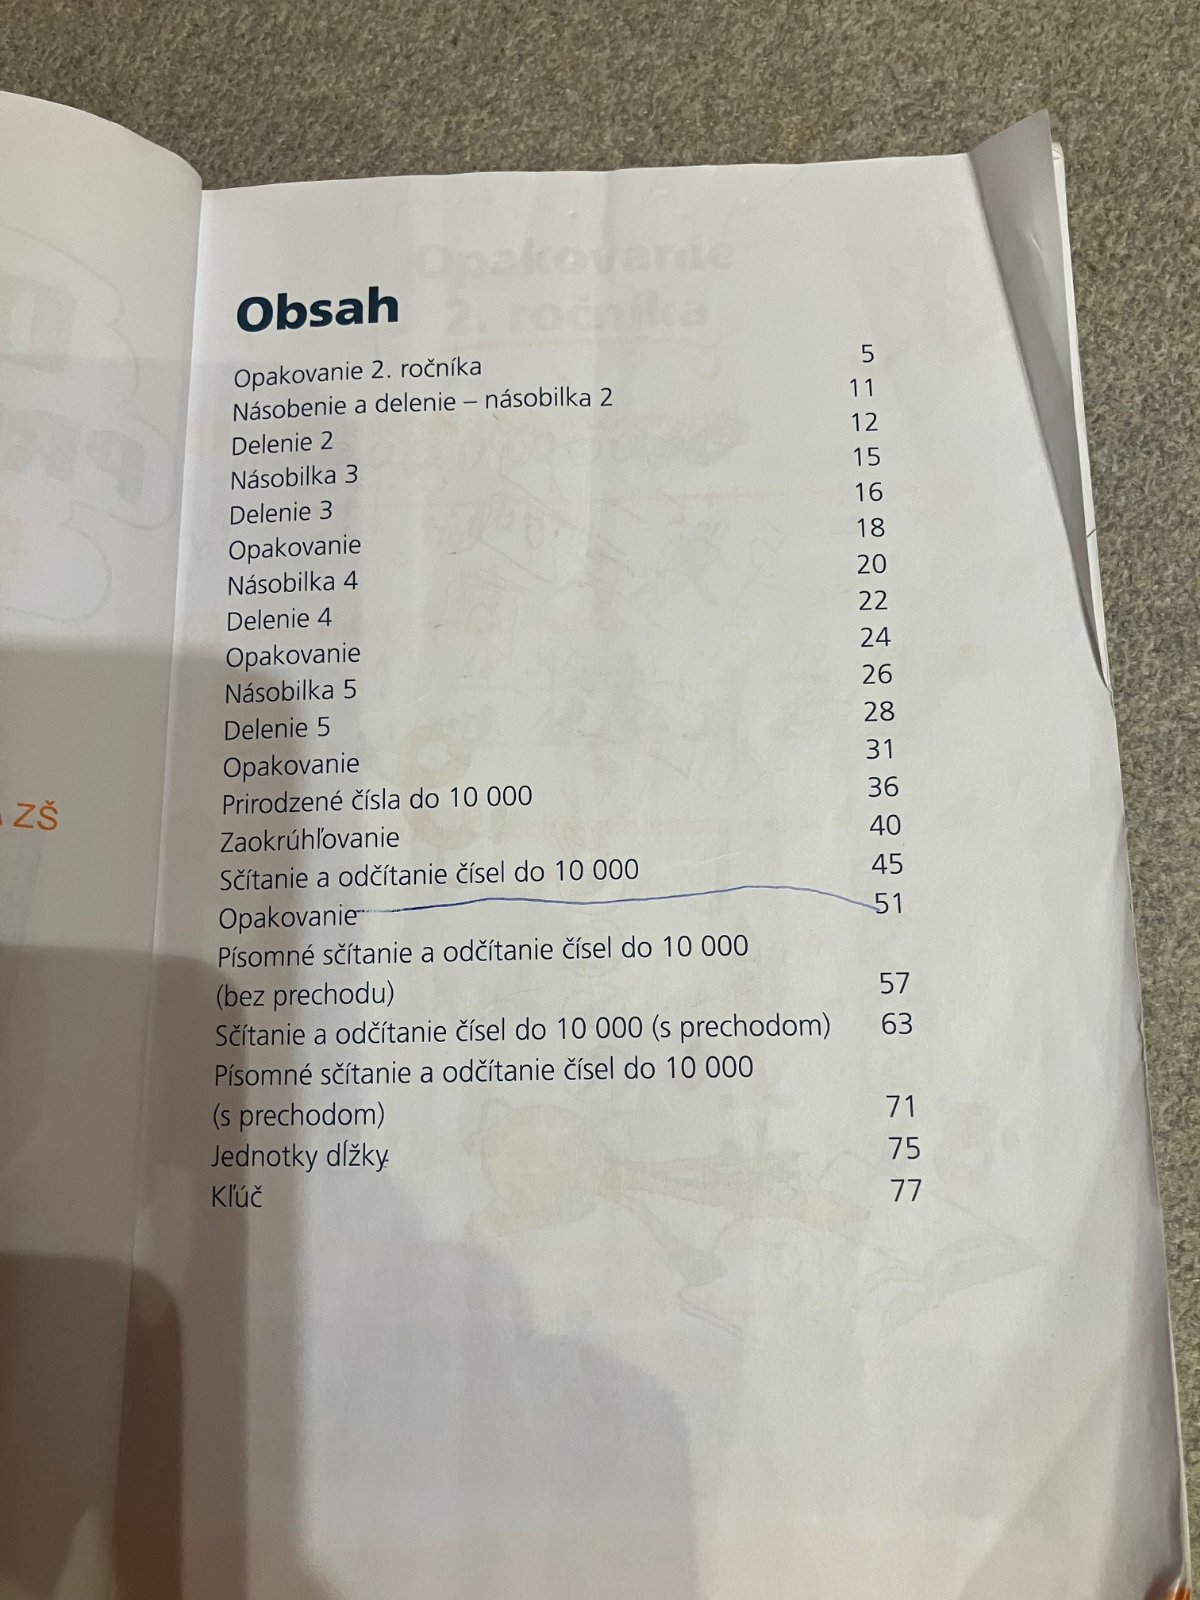 Obsah
Opakovanie 2. ročníka 5
Násobenie a delenie – násobilka 2 11
Delenie 2 12
Násobilka 3 15
Delenie 3 16
Opakovanie 18
Násobilka 4 20
Delenie 4 22
Opakovanie 24
Násobilka 5 26
Delenie 5 28
Opakovanie 31
Prirodzené čísla do 10 000 36
Zaokrúhľovanie 40
Sčítanie a odčítanie čísel do 10 000 45
Opakovanie 51
Písomné sčítanie a odčítanie čísel do 10 000
(bez prechodu) 57
Sčítanie a odčítanie čísel do 10 000 (s prechodom) 63
Písomné sčítanie a odčítanie čísel do 10 000
(s prechodom) 71
Jednotky dĺžky 75
Kľúč 77
ZŠ
Opakovanie
2. ročníka